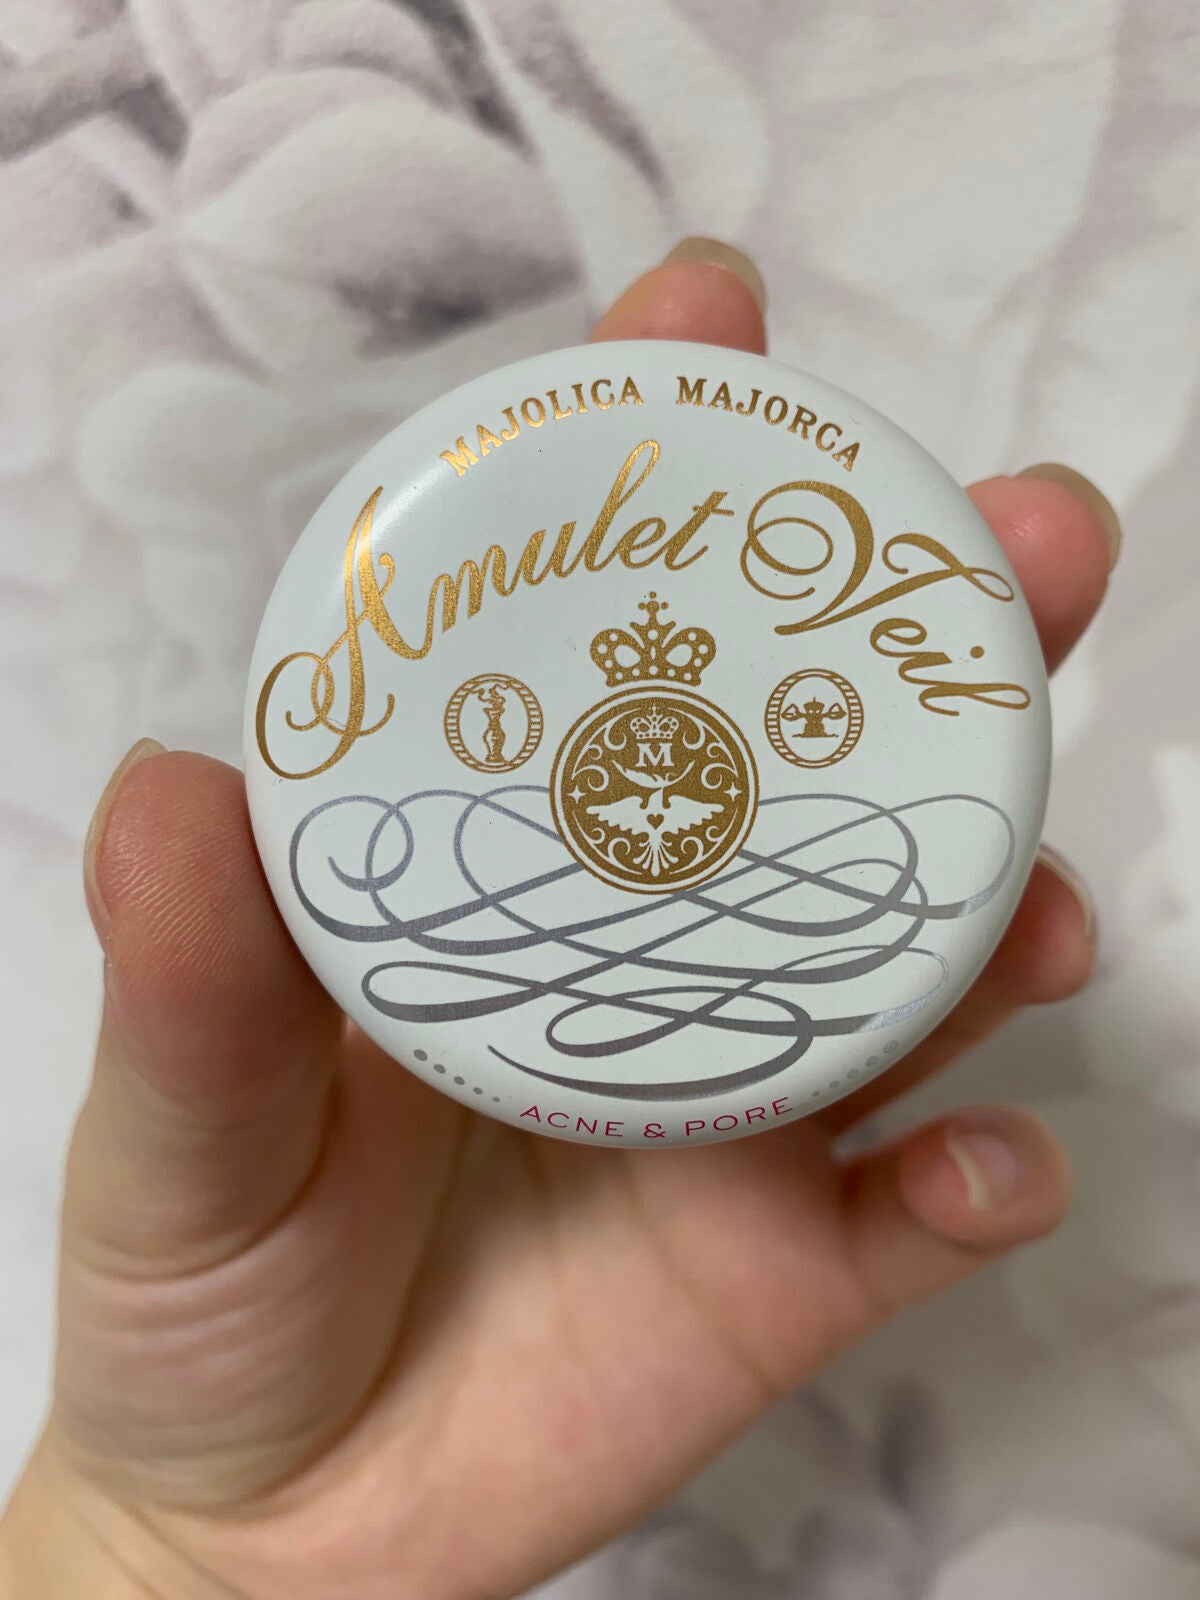 MAJOLICA MAJORCA
Amulet Veil
M
ACNE & PORE